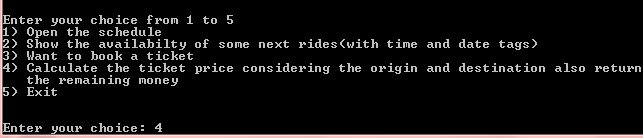 Enter your choice from 1 to 5
1) Open the schedule
2) Show the availabilty of some next rides(with time and date tags)
3) Want to book a ticket
4) Calculate the ticket price considering the origin and destination also return
the remaining money
5) Exit
Enter your choice: 4